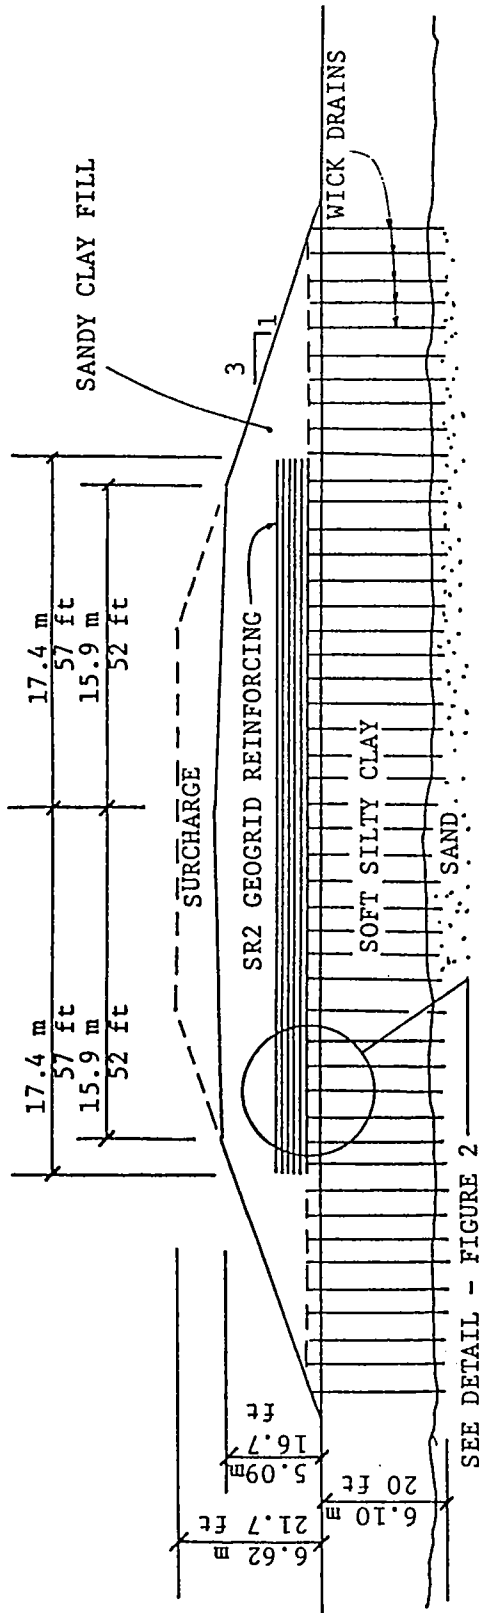 17.4 m
57 ft
15.9 m
52 ft
17.4 m
57 ft
15.9 m
52 ft
SURCHARGE
SANDY CLAY FILL
3
1
6.62 m
21.7 ft
5.09m
16.7 ft
SR2 GEOGRID REINFORCING
WICK DRAINS
6.10 m
20 ft
SOFT SILTY CLAY
SAND
SEE DETAIL - FIGURE 2